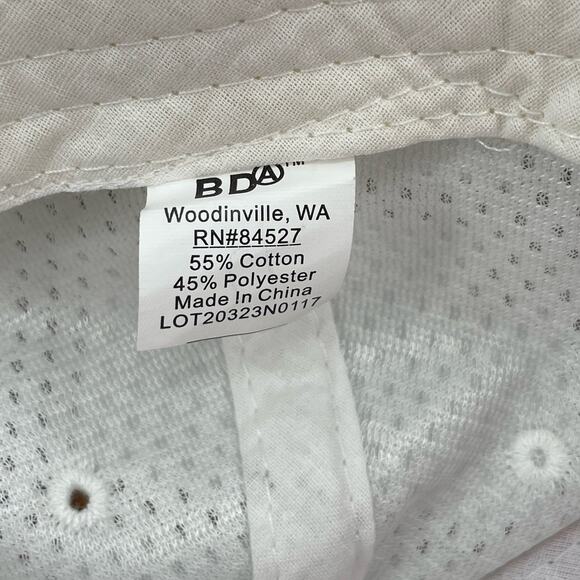 BDA™
Woodinville, WA
RN#84527
55% Cotton
45% Polyester
Made In China
LOT20323N0117